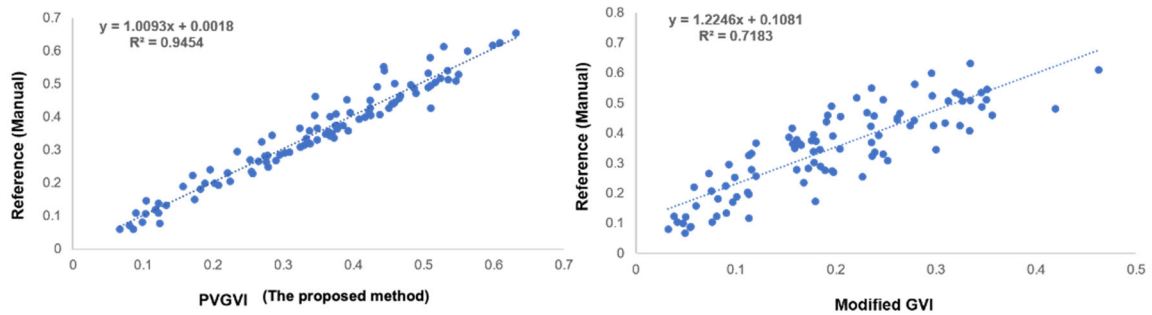 y = 1.0093x + 0.0018
R² = 0.9454
Reference (Manual)
0.7
0.6
0.5
0.4
0.3
0.2
0.1
0
0 0.1 0.2 0.3 0.4 0.5 0.6 0.7
PVGVI (The proposed method)
y = 1.2246x + 0.1081
R² = 0.7183
Reference (Manual)
0.8
0.7
0.6
0.5
0.4
0.3
0.2
0.1
0
0 0.1 0.2 0.3 0.4 0.5
Modified GVI